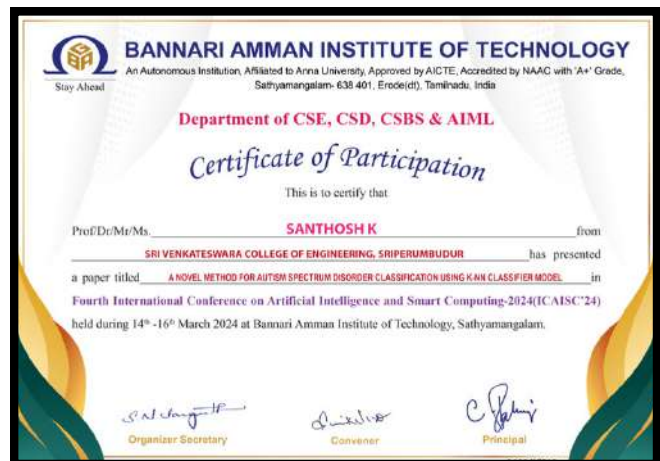 BANNARI AMMAN INSTITUTE OF TECHNOLOGY
An Autonomous Institution, Affiliated to Anna University, Approved by AICTE, Accredited by NAAC with 'A+' Grade,
Stay Ahead
Sathyamangalam- 638 401, Erode(dt), Tamilnadu, India
Department of CSE, CSD, CSBS & AIML
Certificate of Participation
This is to certify that
Prof/Dr/Mr/Ms. SANTHOSH K from
SRI VENKATESWARA COLLEGE OF ENGINEERING, SRIPERUMBUDUR has presented
a paper titled A NOVEL METHOD FOR AUTISM SPECTRUM DISORDER CLASSIFICATION USING K-NN CLASSIFIER MODEL in
Fourth International Conference on Artificial Intelligence and Smart Computing-2024(ICAISC'24)
held during 14th -16th March 2024 at Bannari Amman Institute of Technology, Sathyamangalam.
Organizer Secretary Convener Principal